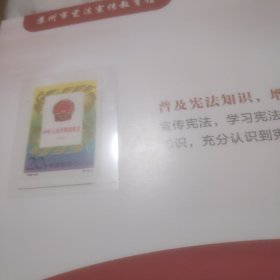 泉州市宪法宣传教育馆
普及宪法知识，增
宣传宪法，学习宪法
知识，充分认识到宪
中华人民共和国宪法
20